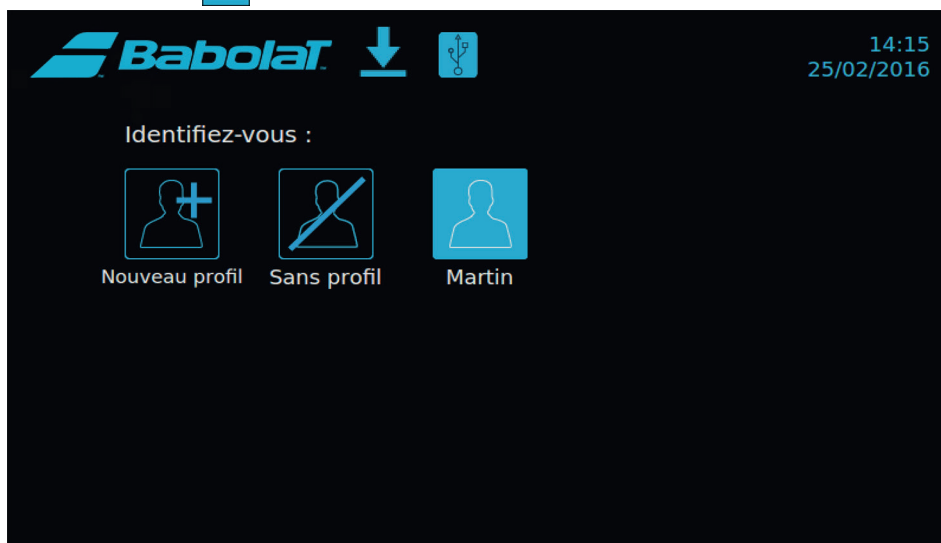 BabolaT
14:15
25/02/2016
Identifiez-vous :
Nouveau profil
Sans profil
Martin